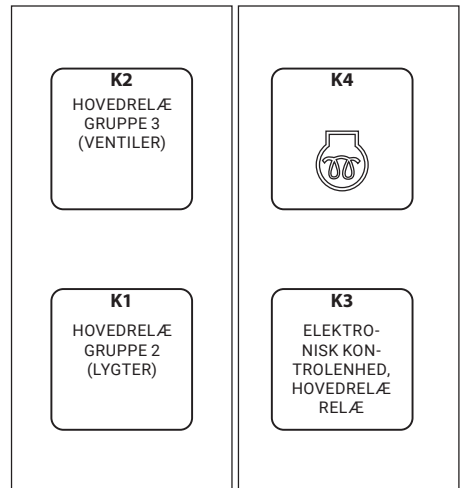 K2
HOVEDRELÆ
GRUPPE 3
(VENTILER)
K4
K1
HOVEDRELÆ
GRUPPE 2
(LYGTER)
K3
ELEKTRO-
NISK KON-
TROLENHED,
HOVEDRELÆ
RELÆ